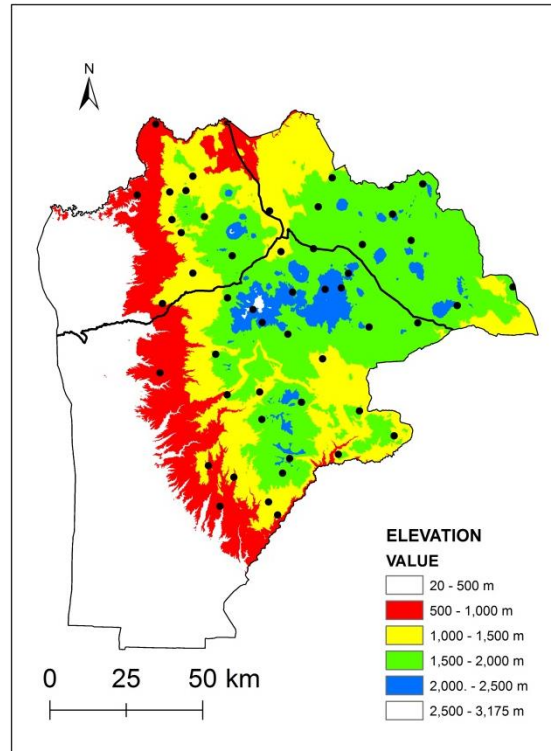 N
ELEVATION
VALUE
20 - 500 m
500 - 1,000 m
1,000 - 1,500 m
1,500 - 2,000 m
2,000. - 2,500 m
2,500 - 3,175 m
0 25 50 km